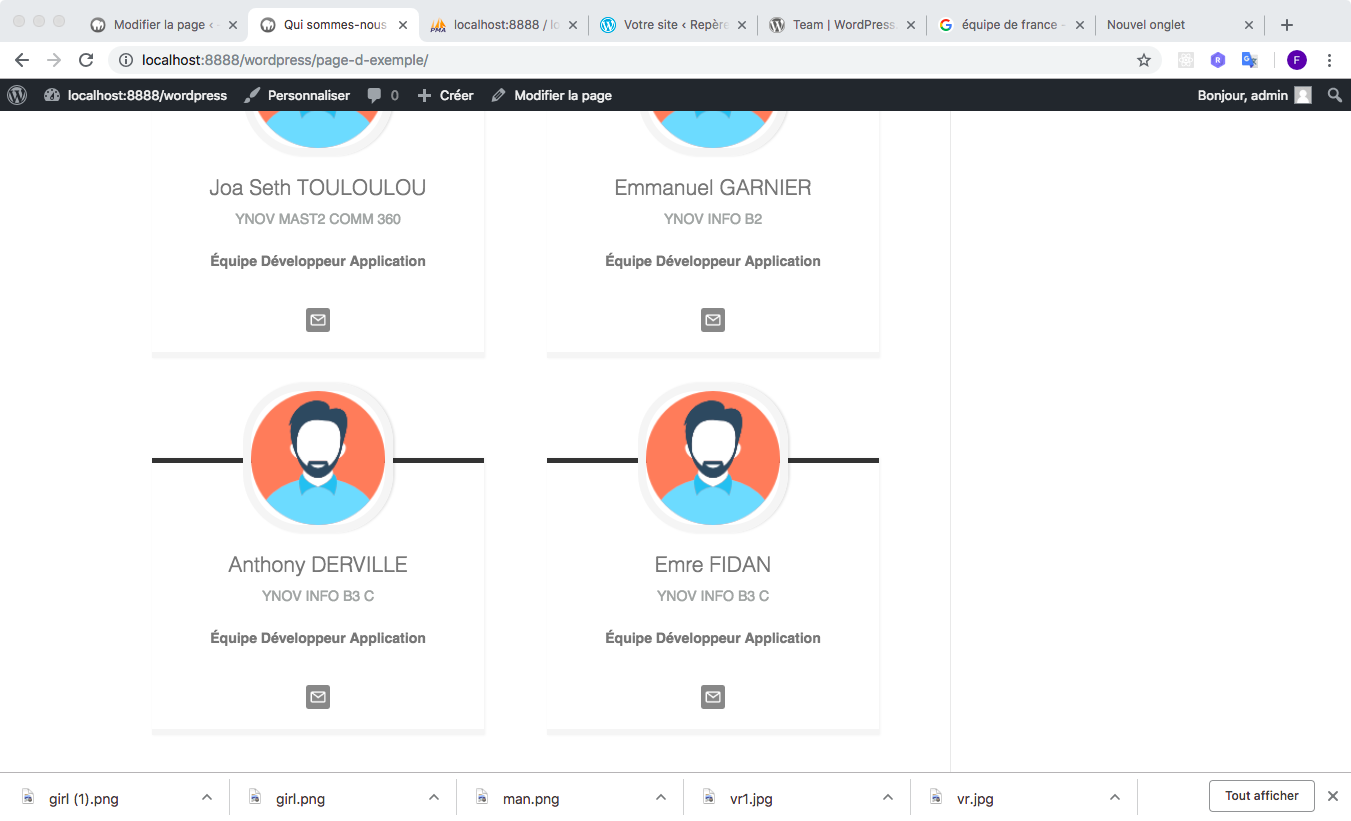 Modifier la page ‹
Qui sommes-nous
PMA
localhost:8888 / lo
Votre site ‹ Repère
Team | WordPress.
G
équipe de france -
Nouvel onglet
localhost:8888/wordpress/page-d-exemple/
R
F
localhost:8888/wordpress
Personnaliser
0
Créer
Modifier la page
Bonjour, admin
Joa Seth TOULOULOU
YNOV MAST2 COMM 360
Équipe Développeur Application
Emmanuel GARNIER
YNOV INFO B2
Équipe Développeur Application
Anthony DERVILLE
YNOV INFO B3 C
Équipe Développeur Application
Emre FIDAN
YNOV INFO B3 C
Équipe Développeur Application
girl (1).png
girl.png
man.png
vr1.jpg
vr.jpg
Tout afficher